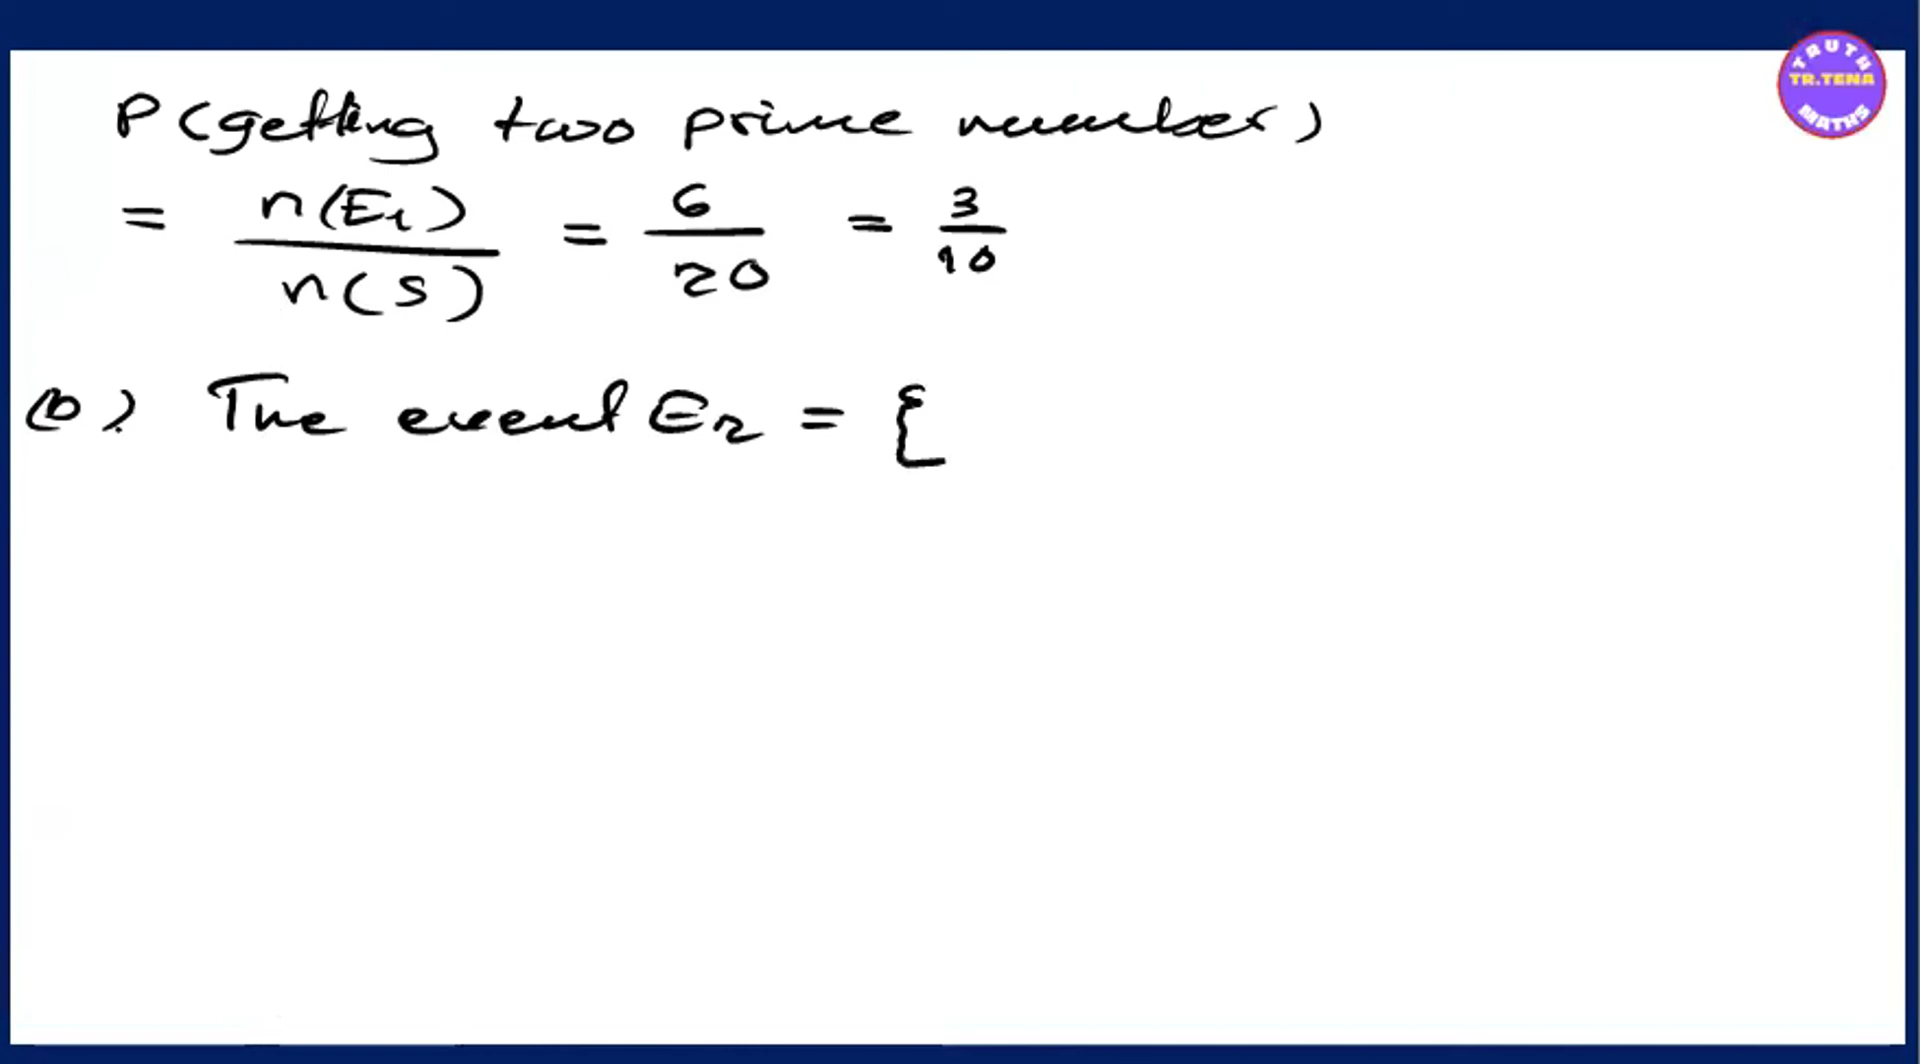 TRUTH
TR.TENA
MATHS
P(getting two prime number)
= n(E₁) / n(S) = 6/20 = 3/10
(b). The event E₂ = {